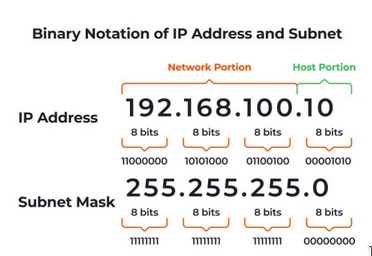 Binary Notation of IP Address and Subnet
Network Portion Host Portion
IP Address 192.168.100.10
8 bits 8 bits 8 bits 8 bits
11000000 10101000 01100100 00001010
Subnet Mask 255.255.255.0
8 bits 8 bits 8 bits 8 bits
11111111 11111111 11111111 00000000